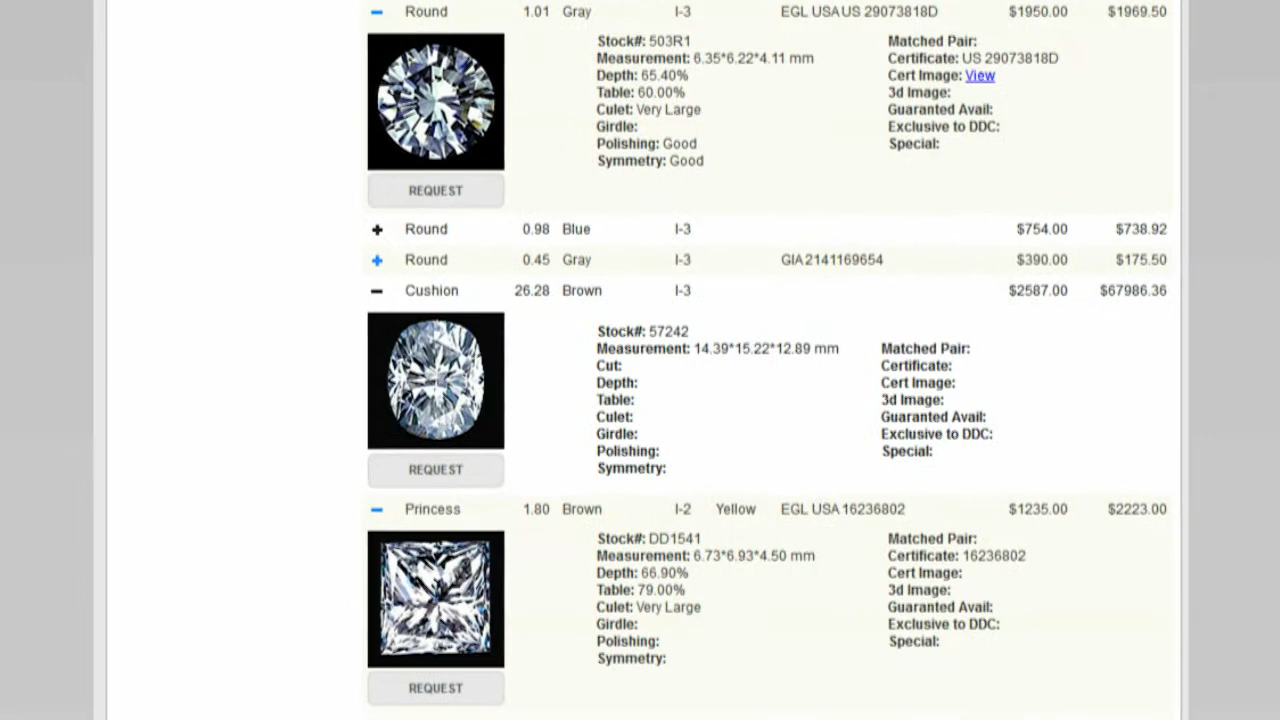 Round 1.01 Gray I-3 EGL USAUS 29073818D $1950.00 $1969.50
Stock#: 503R1
Measurement: 6.35*6.22*4.11 mm
Depth: 65.40%
Table: 60.00%
Culet: Very Large
Girdle:
Polishing: Good
Symmetry: Good
Matched Pair:
Certificate: US 29073818D
Cert Image: View
3d Image:
Guaranted Avail:
Exclusive to DDC:
Special:
REQUEST
Round 0.98 Blue I-3 $754.00 $738.92
Round 0.45 Gray I-3 GIA 2141169654 $390.00 $175.50
Cushion 26.28 Brown I-3 $2587.00 $67986.36
Stock#: 57242
Measurement: 14.39*15.22*12.89 mm
Cut:
Depth:
Table:
Culet:
Girdle:
Polishing:
Symmetry:
Matched Pair:
Certificate:
Cert Image:
3d Image:
Guaranted Avail:
Exclusive to DDC:
Special:
REQUEST
Princess 1.80 Brown I-2 Yellow EGL USA 16236802 $1235.00 $2223.00
Stock#: DD1541
Measurement: 6.73*6.93*4.50 mm
Depth: 66.90%
Table: 79.00%
Culet: Very Large
Girdle:
Polishing:
Symmetry:
Matched Pair:
Certificate: 16236802
Cert Image:
3d Image:
Guaranted Avail:
Exclusive to DDC:
Special:
REQUEST